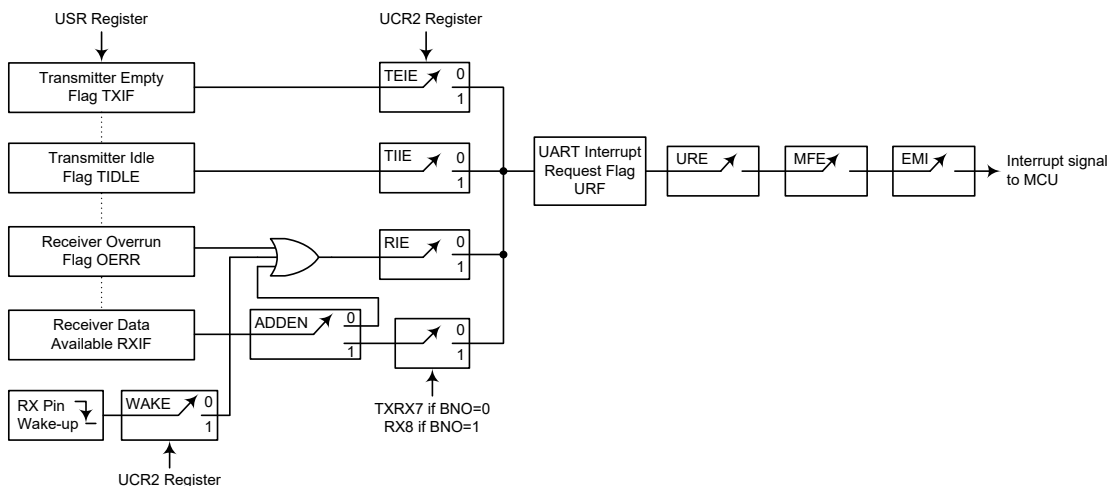 USR Register
UCR2 Register
Transmitter Empty
Flag TXIF
TEIE
0
1
Transmitter Idle
Flag TIDLE
TIIE
0
1
UART Interrupt
Request Flag
URF
URE
MFE
EMI
Interrupt signal
to MCU
Receiver Overrun
Flag OERR
RIE
0
1
Receiver Data
Available RXIF
ADDEN
0
1
0
1
RX Pin
Wake-up
WAKE
0
1
TXRX7 if BNO=0
RX8 if BNO=1
UCR2 Register